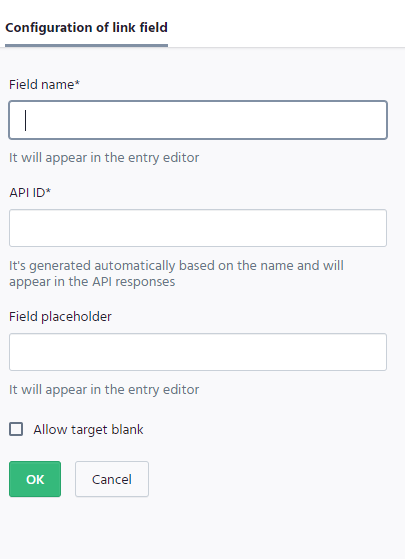 Configuration of link field
Field name*
It will appear in the entry editor
API ID*
It's generated automatically based on the name and will
appear in the API responses
Field placeholder
It will appear in the entry editor
Allow target blank
OK
Cancel